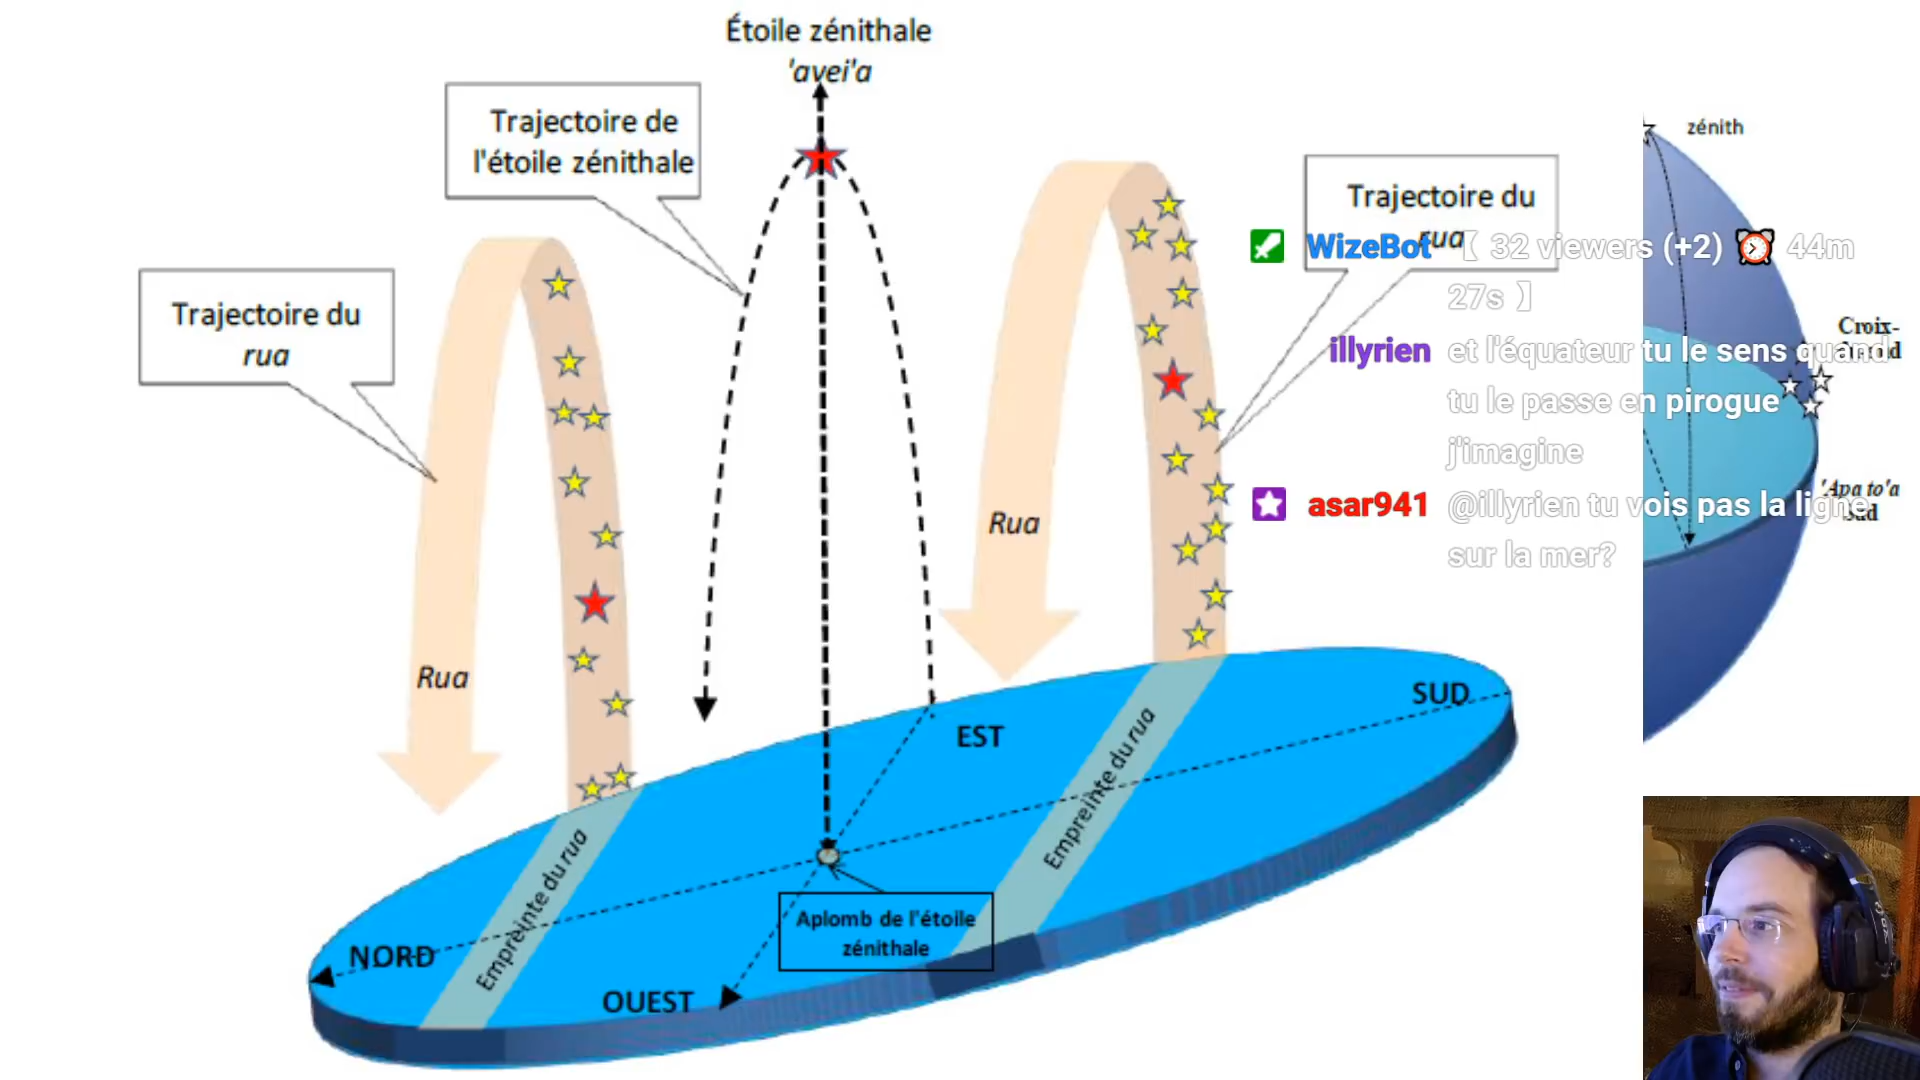 Étoile zénithale
'avei'a
Trajectoire de
l'étoile zénithale
Trajectoire du
rua
Trajectoire du
rua
Rua
Rua
SUD
EST
NORD
OUEST
Empreinte du rua
Empreinte du rua
Aplomb de l'étoile
zénithale
zénith
Croix-
'Apa to'a
Sud
WizeBot 【 32 viewers (+2) ⏰ 44m
27s 】
illyrien et l'équateur tu le sens quand
tu le passe en pirogue
j'imagine
asar941 @illyrien tu vois pas la ligne
sur la mer?